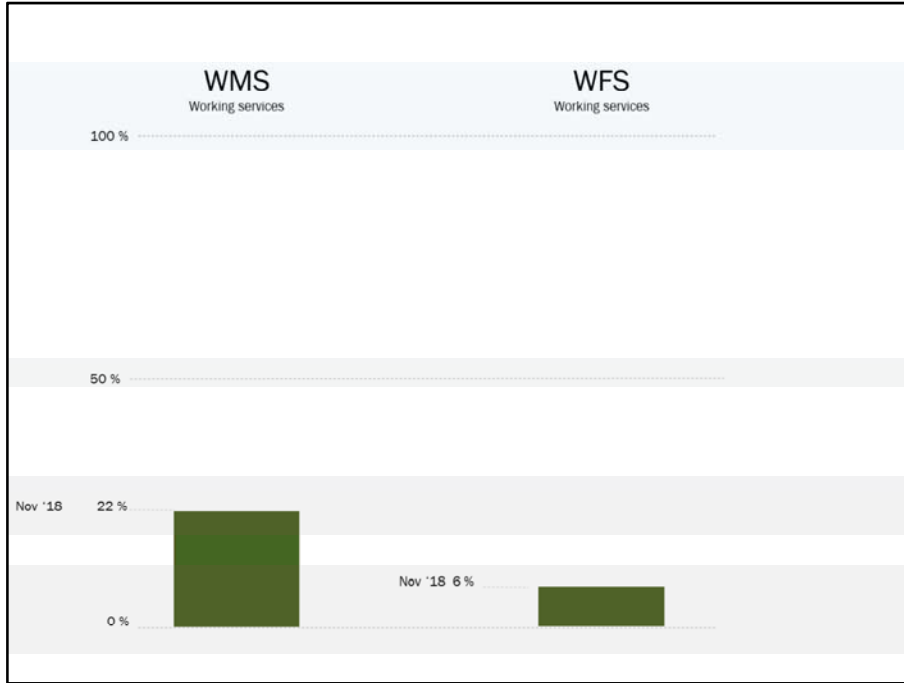 WMS
Working services
WFS
Working services
100 %
50 %
Nov '18 22 %
Nov '18 6 %
0 %